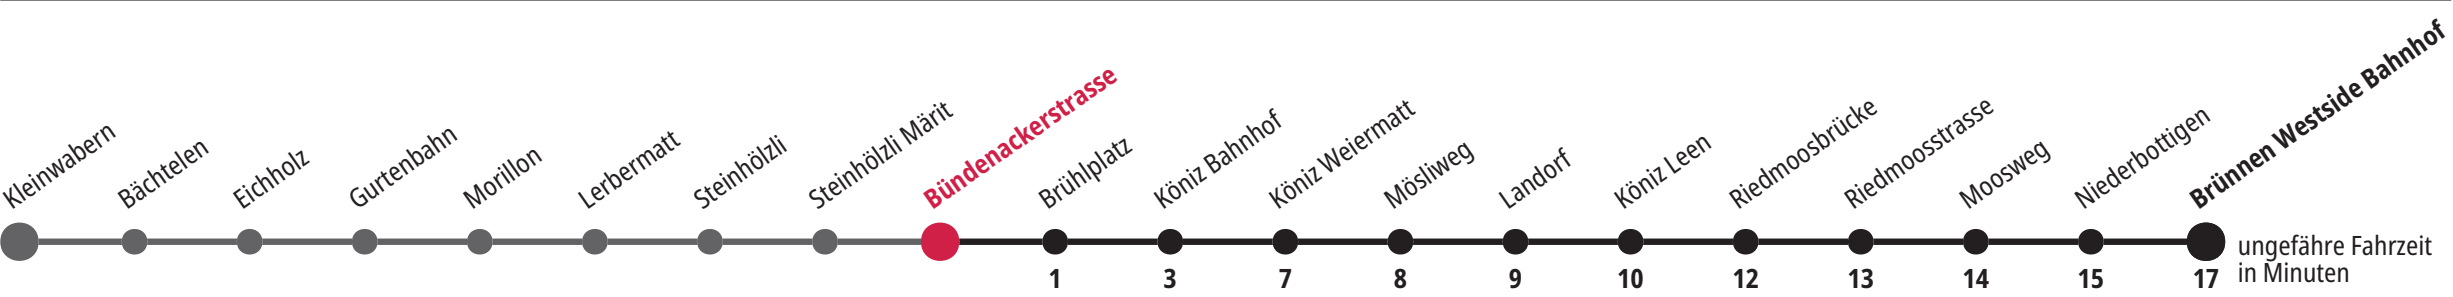 Kleinwabern
Bächtelen
Eichholz
Gurtenbahn
Morillon
Lerbermatt
Steinhölzli
Steinhölzli Märit
Bündenackerstrasse
Brühlplatz
Köniz Bahnhof
Köniz Weiermatt
Mösliweg
Landorf
Köniz Leen
Riedmoosbrücke
Riedmoosstrasse
Moosweg
Niederbottigen
Brünnen Westside Bahnhof
1 3 7 8 9 10 12 13 14 15 17
ungefähre Fahrzeit
in Minuten